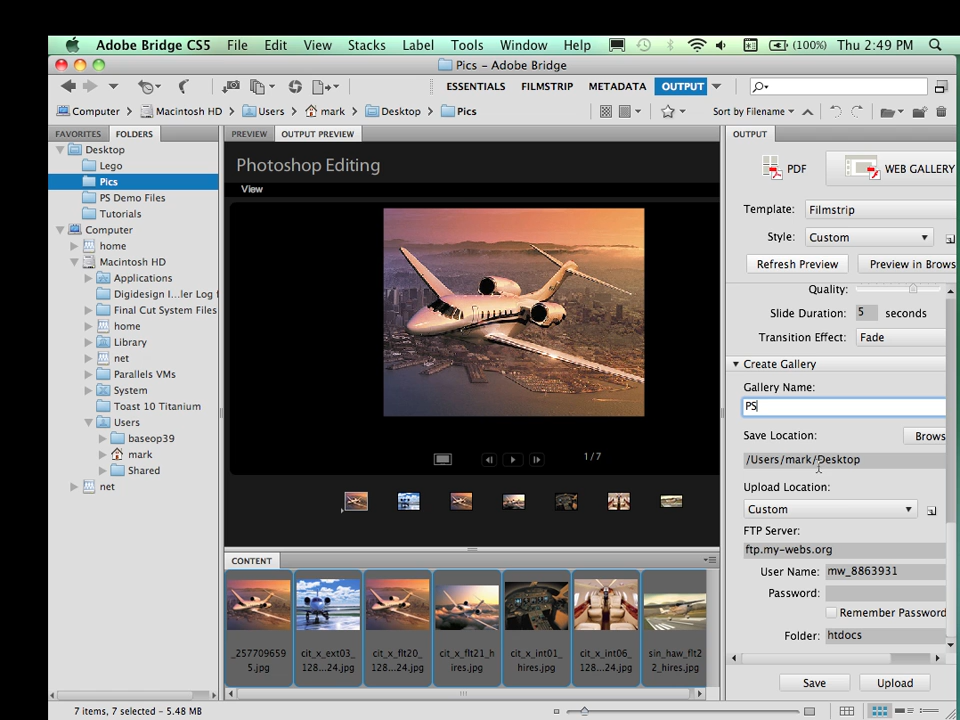 Adobe Bridge CS5 File Edit View Stacks Label Tools Window Help (100%) Thu 2:49 PM
Pics – Adobe Bridge
ESSENTIALS FILMSTRIP METADATA OUTPUT
Computer Macintosh HD Users mark Desktop Pics Sort by Filename
FAVORITES FOLDERS
Desktop
Lego
Pics
PS Demo Files
Tutorials
Computer
home
Macintosh HD
Applications
Digidesign I...ler Log f
Final Cut System Files
home
Library
net
Parallels VMs
System
Toast 10 Titanium
Users
baseop39
mark
Shared
net
PREVIEW OUTPUT PREVIEW
Photoshop Editing
View
1/7
CONTENT
_257709659
5.jpg
cit_x_ext03_
128...24.jpg
cit_x_flt20_
128...24.jpg
cit_x_flt21_h
ires.jpg
cit_x_int01_
hires.jpg
cit_x_int06_
128...24.jpg
sin_haw_flt2
2_hires.jpg
OUTPUT
PDF WEB GALLERY
Template: Filmstrip
Style: Custom
Refresh Preview Preview in Brows
Quality:
Slide Duration: 5 seconds
Transition Effect: Fade
Create Gallery
Gallery Name:
PS
Save Location: Brows
/Users/mark/Desktop
Upload Location:
Custom
FTP Server:
ftp.my-webs.org
User Name: mw_8863931
Password:
Remember Password
Folder: htdocs
Save Upload
7 items, 7 selected – 5.48 MB